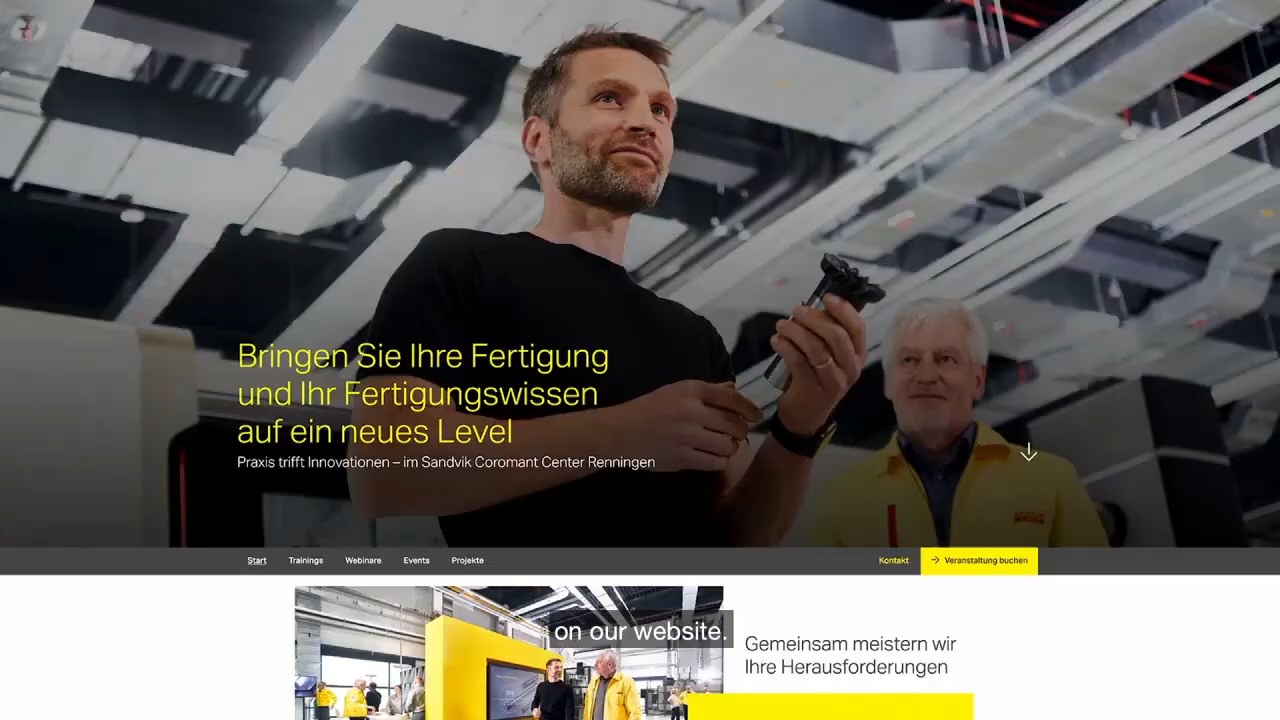 Bringen Sie Ihre Fertigung
und Ihr Fertigungswissen
auf ein neues Level
Praxis trifft Innovationen – im Sandvik Coromant Center Renningen
Start
Trainings
Webinare
Events
Projekte
Kontakt
Veranstaltung buchen
on our website.
Gemeinsam meistern wir
Ihre Herausforderungen